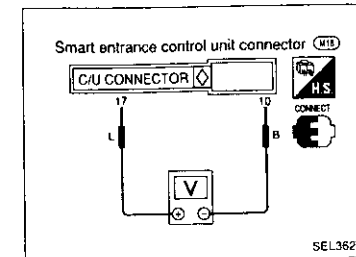 Smart entrance control unit connector M18
C/U CONNECTOR
H.S.
CONNECT
17 10
L B
V
+ −
SEL362